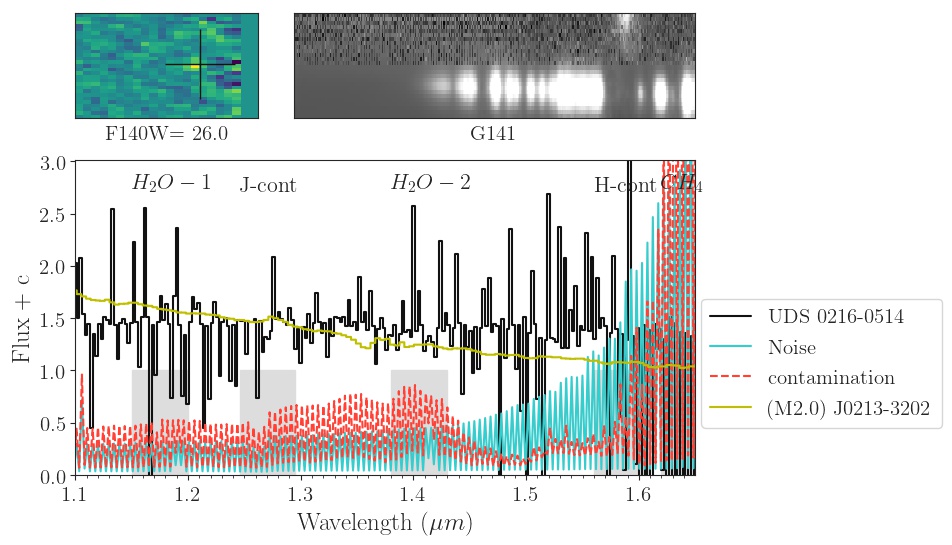 F140W= 26.0
G141
H₂O − 1
J-cont
H₂O − 2
H-cont
CH₄
3.0
2.5
2.0
1.5
1.0
0.5
0.0
Flux + c
1.1
1.2
1.3
1.4
1.5
1.6
Wavelength (μm)
UDS 0216-0514
Noise
contamination
(M2.0) J0213-3202